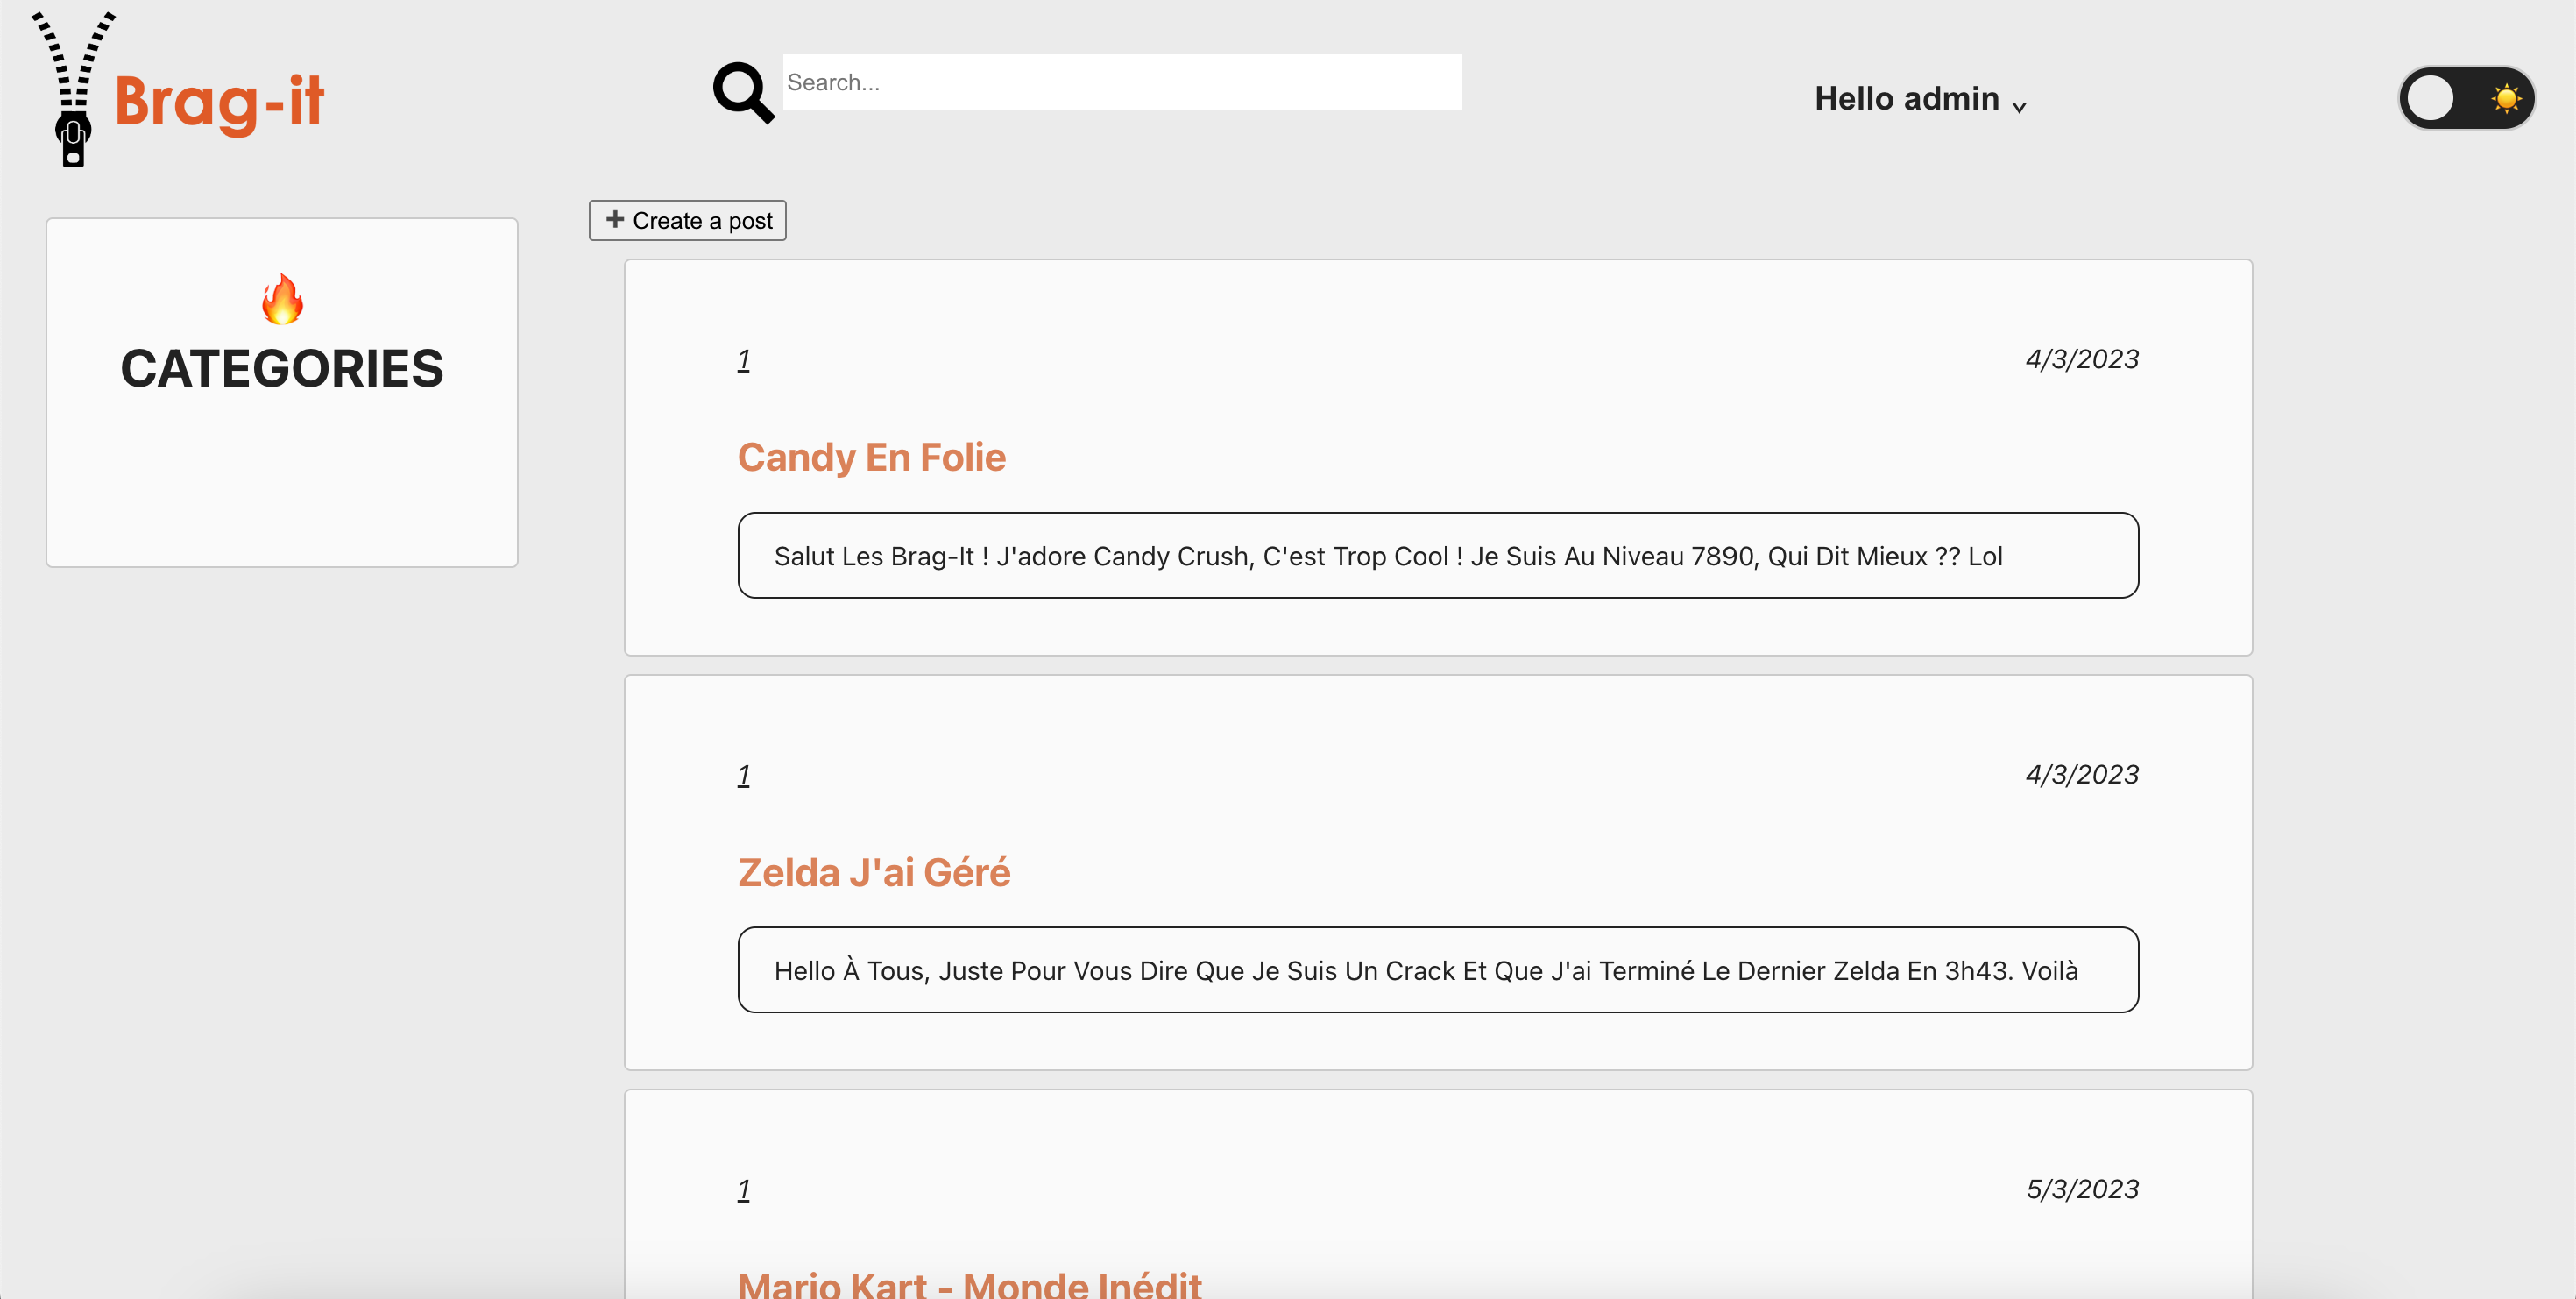 Brag-it
Search...
Hello admin
CATEGORIES
+ Create a post
1
4/3/2023
Candy En Folie
Salut Les Brag-It ! J'adore Candy Crush, C'est Trop Cool ! Je Suis Au Niveau 7890, Qui Dit Mieux ?? Lol
1
4/3/2023
Zelda J'ai Géré
Hello À Tous, Juste Pour Vous Dire Que Je Suis Un Crack Et Que J'ai Terminé Le Dernier Zelda En 3h43. Voilà
1
5/3/2023
Mario Kart - Monde Inédit